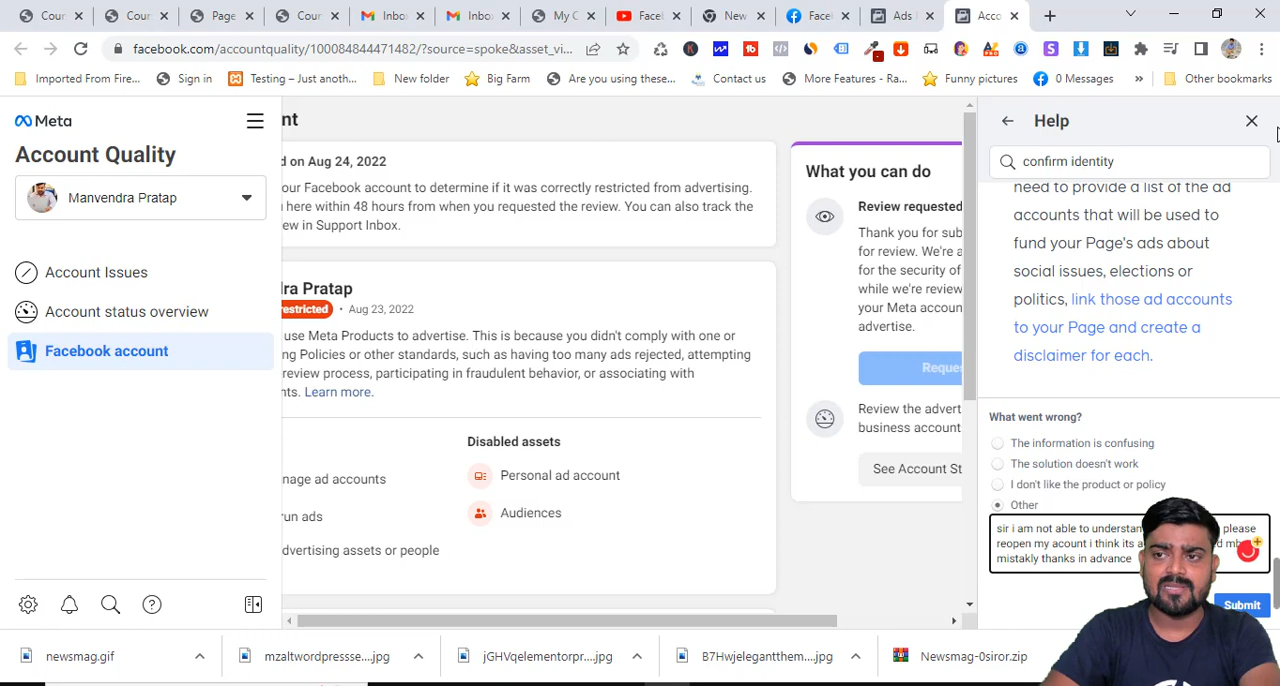 Cour
Cour
Page
Cour
Inbo
Inbo
My C
Facel
New
Facel
Ads
Acco
facebook.com/accountquality/100084844471482/?source=spoke&asset_vi...
Imported From Fire...
Sign in
Testing – Just anoth...
New folder
Big Farm
Are you using these...
Contact us
More Features - Ra...
Funny pictures
0 Messages
»
Other bookmarks
Meta
Account Quality
Manvendra Pratap
Account Issues
Account status overview
Facebook account
nt
d on Aug 24, 2022
our Facebook account to determine if it was correctly restricted from advertising.
here within 48 hours from when you requested the review. You can also track the
ew in Support Inbox.
dra Pratap
estricted • Aug 23, 2022
use Meta Products to advertise. This is because you didn't comply with one or
ng Policies or other standards, such as having too many ads rejected, attempting
review process, participating in fraudulent behavior, or associating with
nts. Learn more.
Disabled assets
nage ad accounts
Personal ad account
run ads
Audiences
dvertising assets or people
What you can do
Review requested
Thank you for sub
for review. We're a
for the security of
while we're review
your Meta accoun
advertise.
Reque
Review the advert
business account
See Account St
Help
confirm identity
need to provide a list of the ad
accounts that will be used to
fund your Page's ads about
social issues, elections or
politics, link those ad accounts
to your Page and create a
disclaimer for each.
What went wrong?
The information is confusing
The solution doesn't work
I don't like the product or policy
Other
sir i am not able to understan please
reopen my acount i think its a d mb
mistakly thanks in advance
Submit
newsmag.gif
mzaltwordpressse....jpg
jGHVqelementorpr....jpg
B7Hwjelegantthem....jpg
Newsmag-0siror.zip